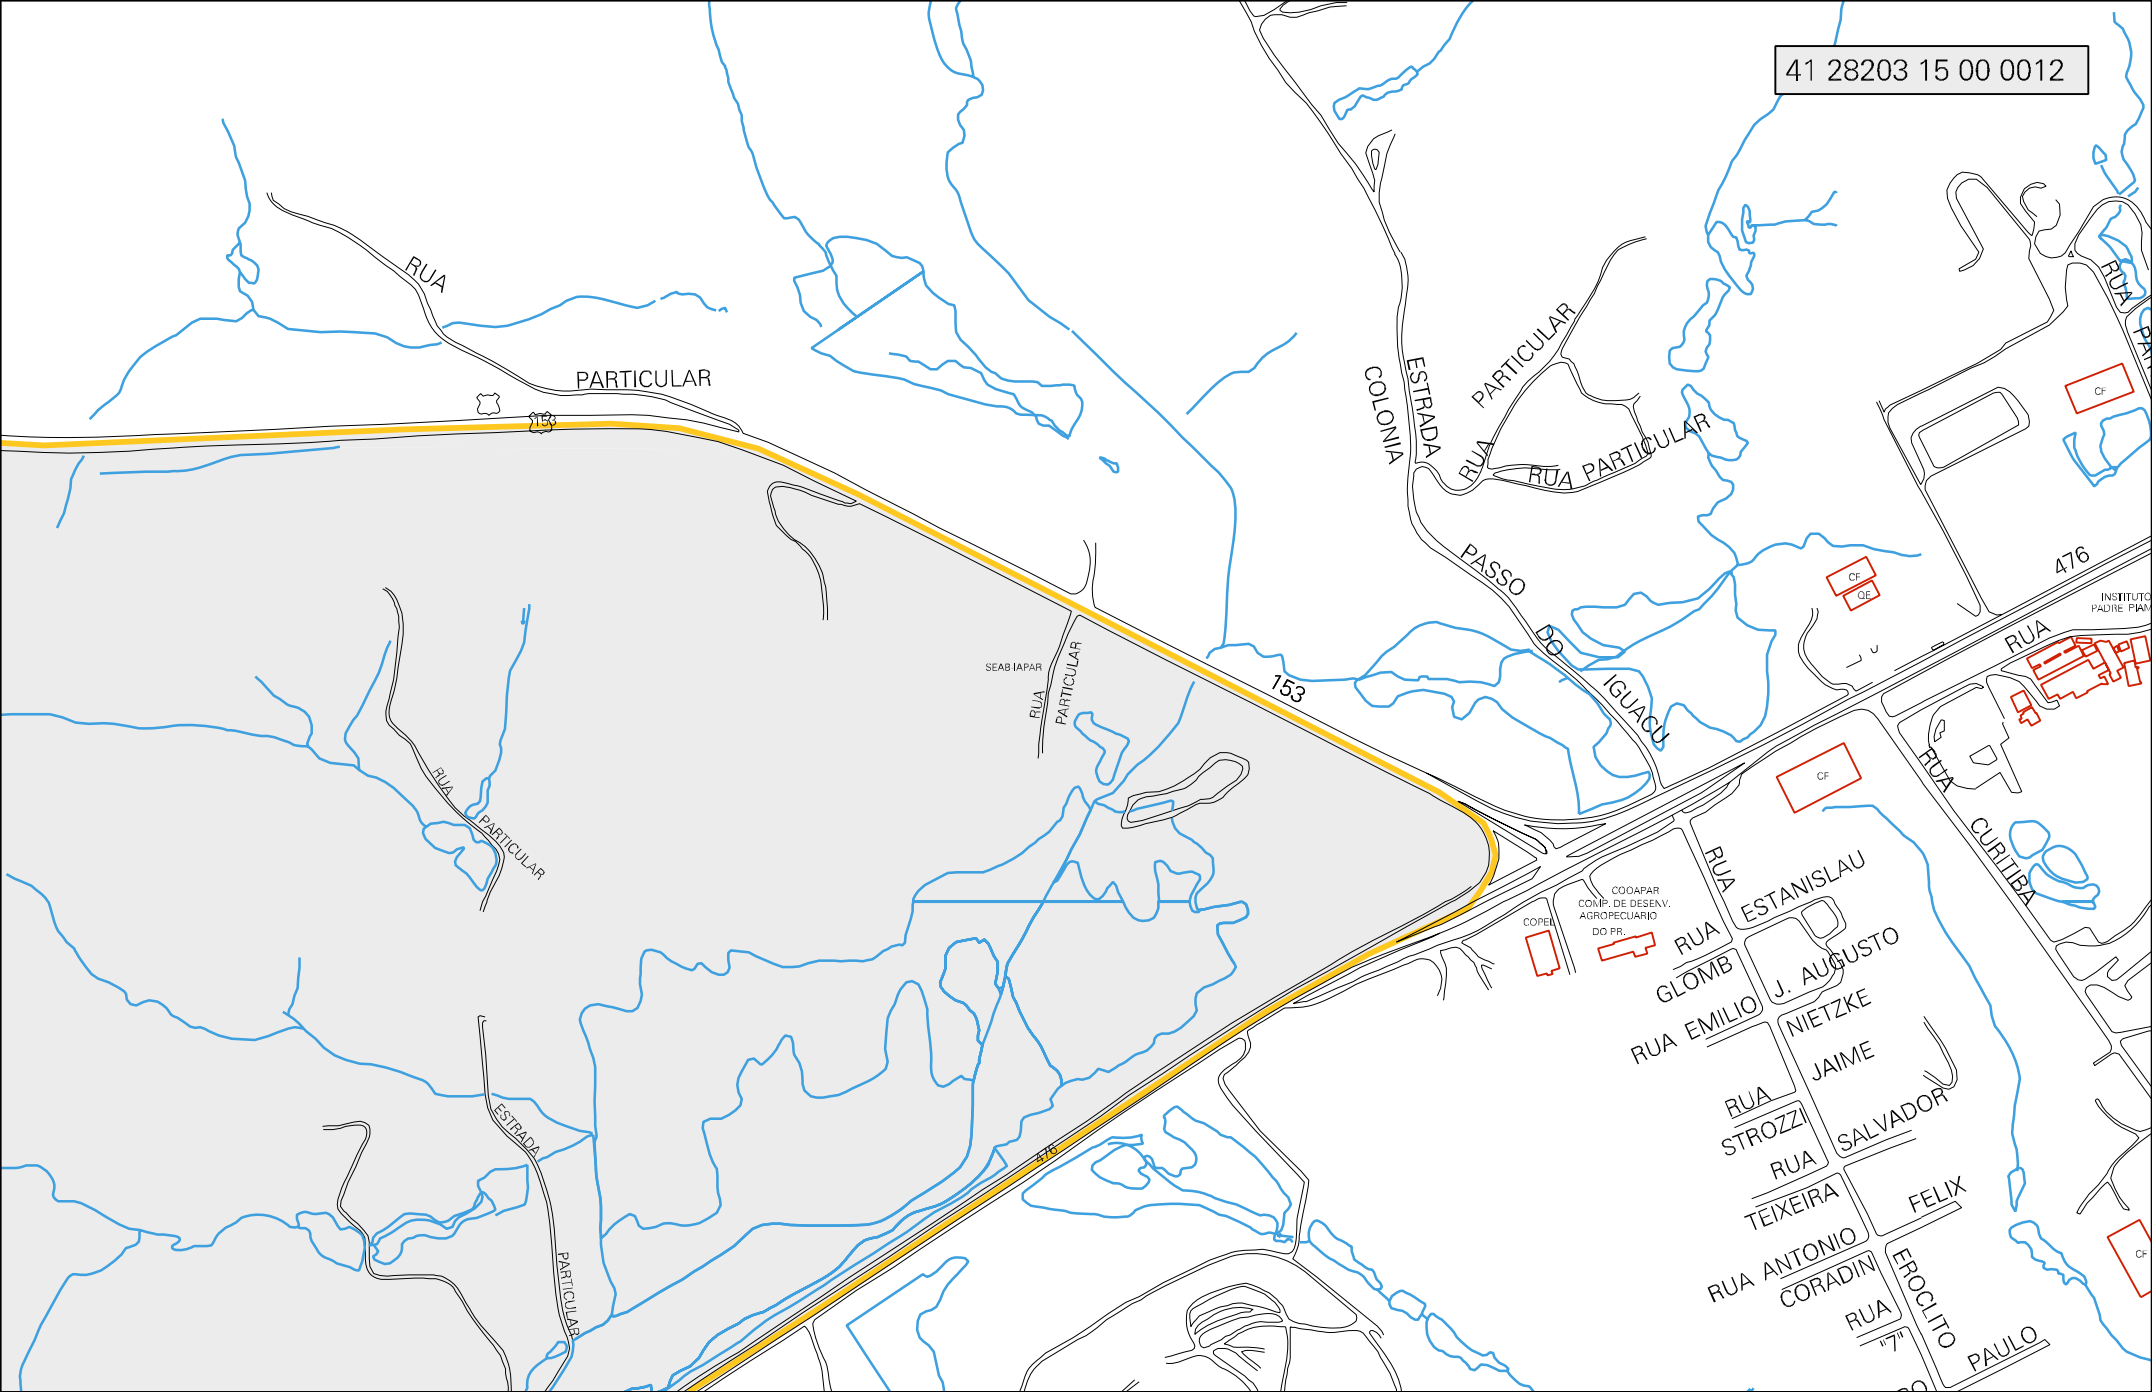 41 28203 15 00 0012
RUA
PARTICULAR
153
COLONIA
ESTRADA
RUA
PARTICULAR
RUA PARTICULAR
PASSO
DO
IGUACU
RUA
CF
CF
QE
476
INSTITUTO
RUA
SEAB-IAPAR
RUA
PARTICULAR
153
RUA
PARTICULAR
CF
RUA
CURITIBA
COOAPAR
COMP. DE DESENV.
AGROPECUARIO
DO PR.
COPEL
RUA
RUA
ESTANISLAU
GLOMB
J. AUGUSTO
RUA EMILIO
NIETZKE
JAIME
RUA
STROZZI
SALVADOR
RUA
TEIXEIRA
FELIX
RUA ANTONIO
CORADIN
EROCLITO
RUA
"7"
PAULO
CF
ESTRADA
PARTICULAR
476